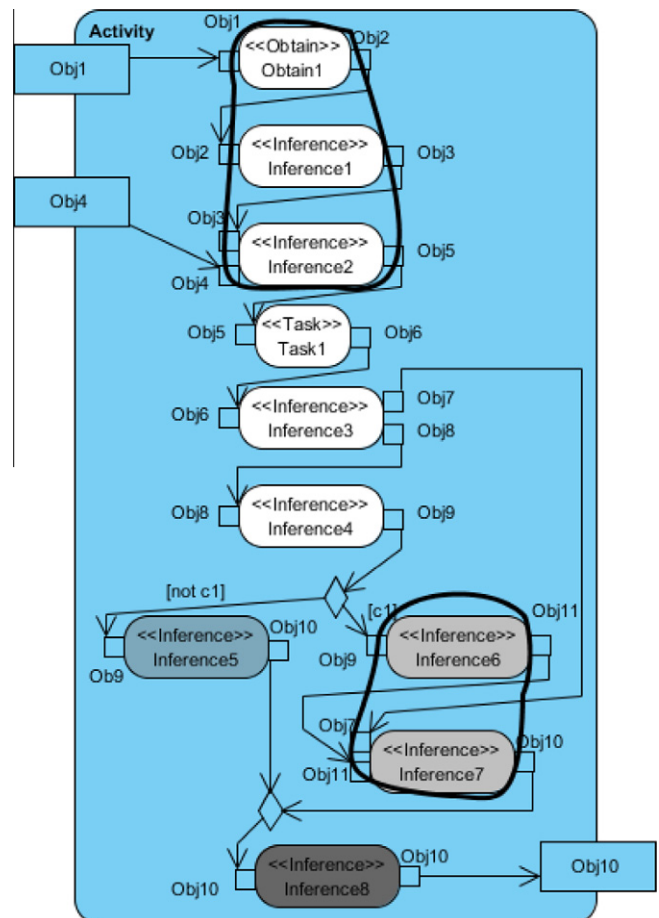 Activity
Obj1
Obj1
<<Obtain>>
Obtain1
Obj2
Obj2
<<Inference>>
Inference1
Obj3
Obj4
Obj3
<<Inference>>
Inference2
Obj4
Obj5
Obj5
<<Task>>
Task1
Obj6
Obj6
<<Inference>>
Inference3
Obj7
Obj8
Obj8
<<Inference>>
Inference4
Obj9
[not c1]
[c1]
Ob9
<<Inference>>
Inference5
Obj10
Obj9
<<Inference>>
Inference6
Obj11
Obj7
Obj11
<<Inference>>
Inference7
Obj10
Obj10
<<Inference>>
Inference8
Obj10
Obj10